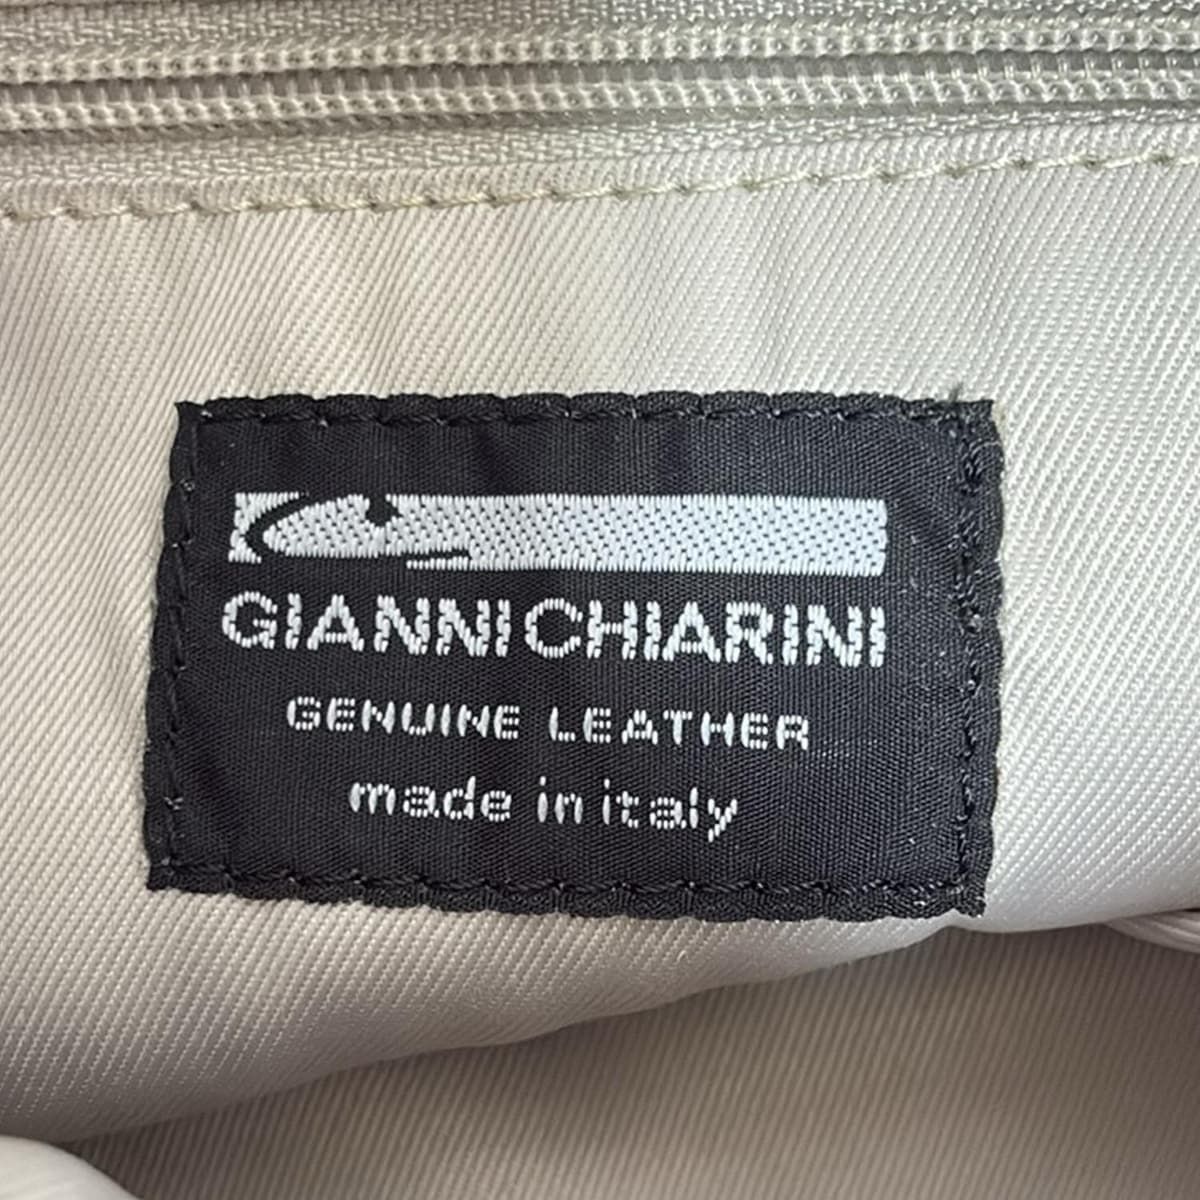 GIANNI CHIARINI
GENUINE LEATHER
made in italy